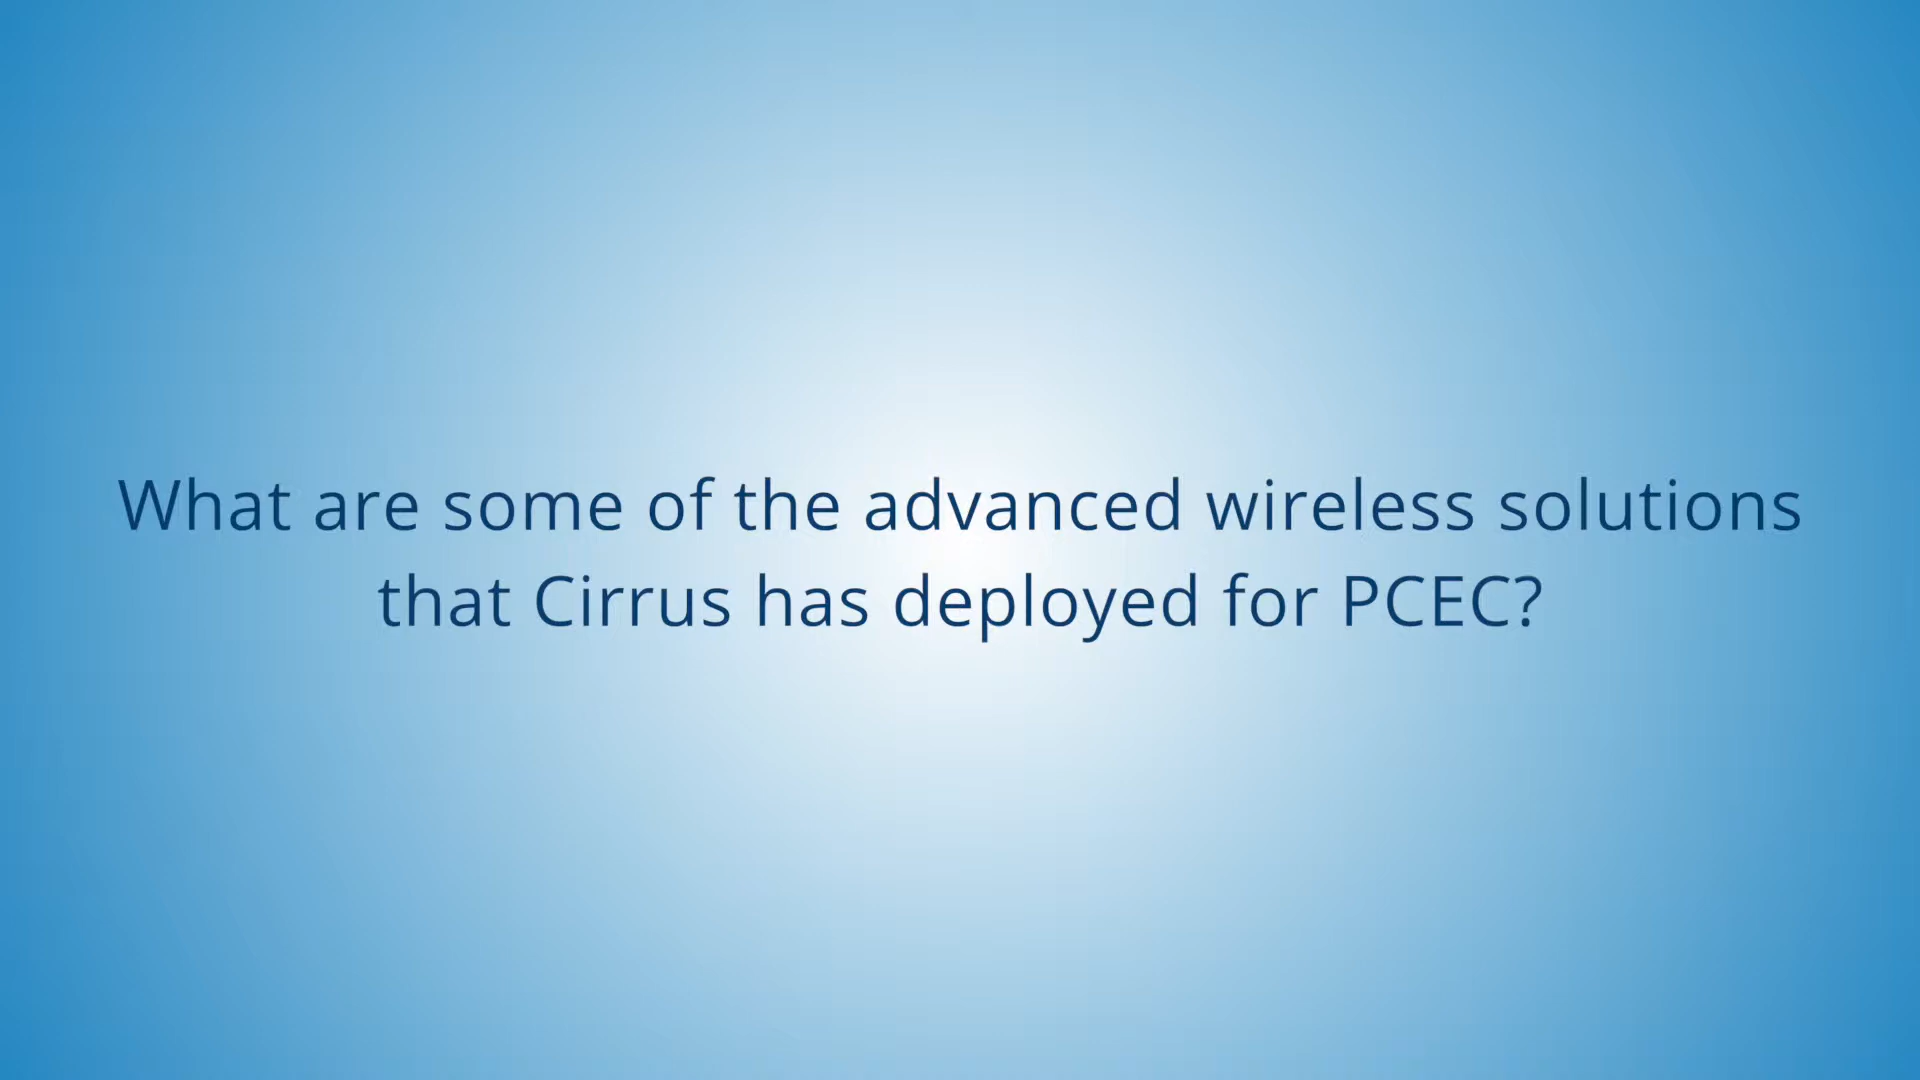 What are some of the advanced wireless solutions
that Cirrus has deployed for PCEC?